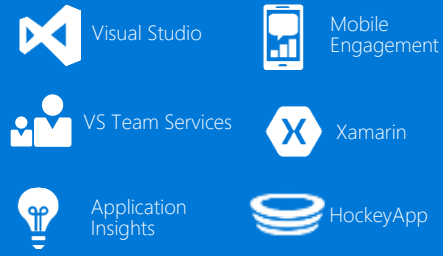 Visual Studio
Mobile
Engagement
VS Team Services
Xamarin
Application
Insights
HockeyApp